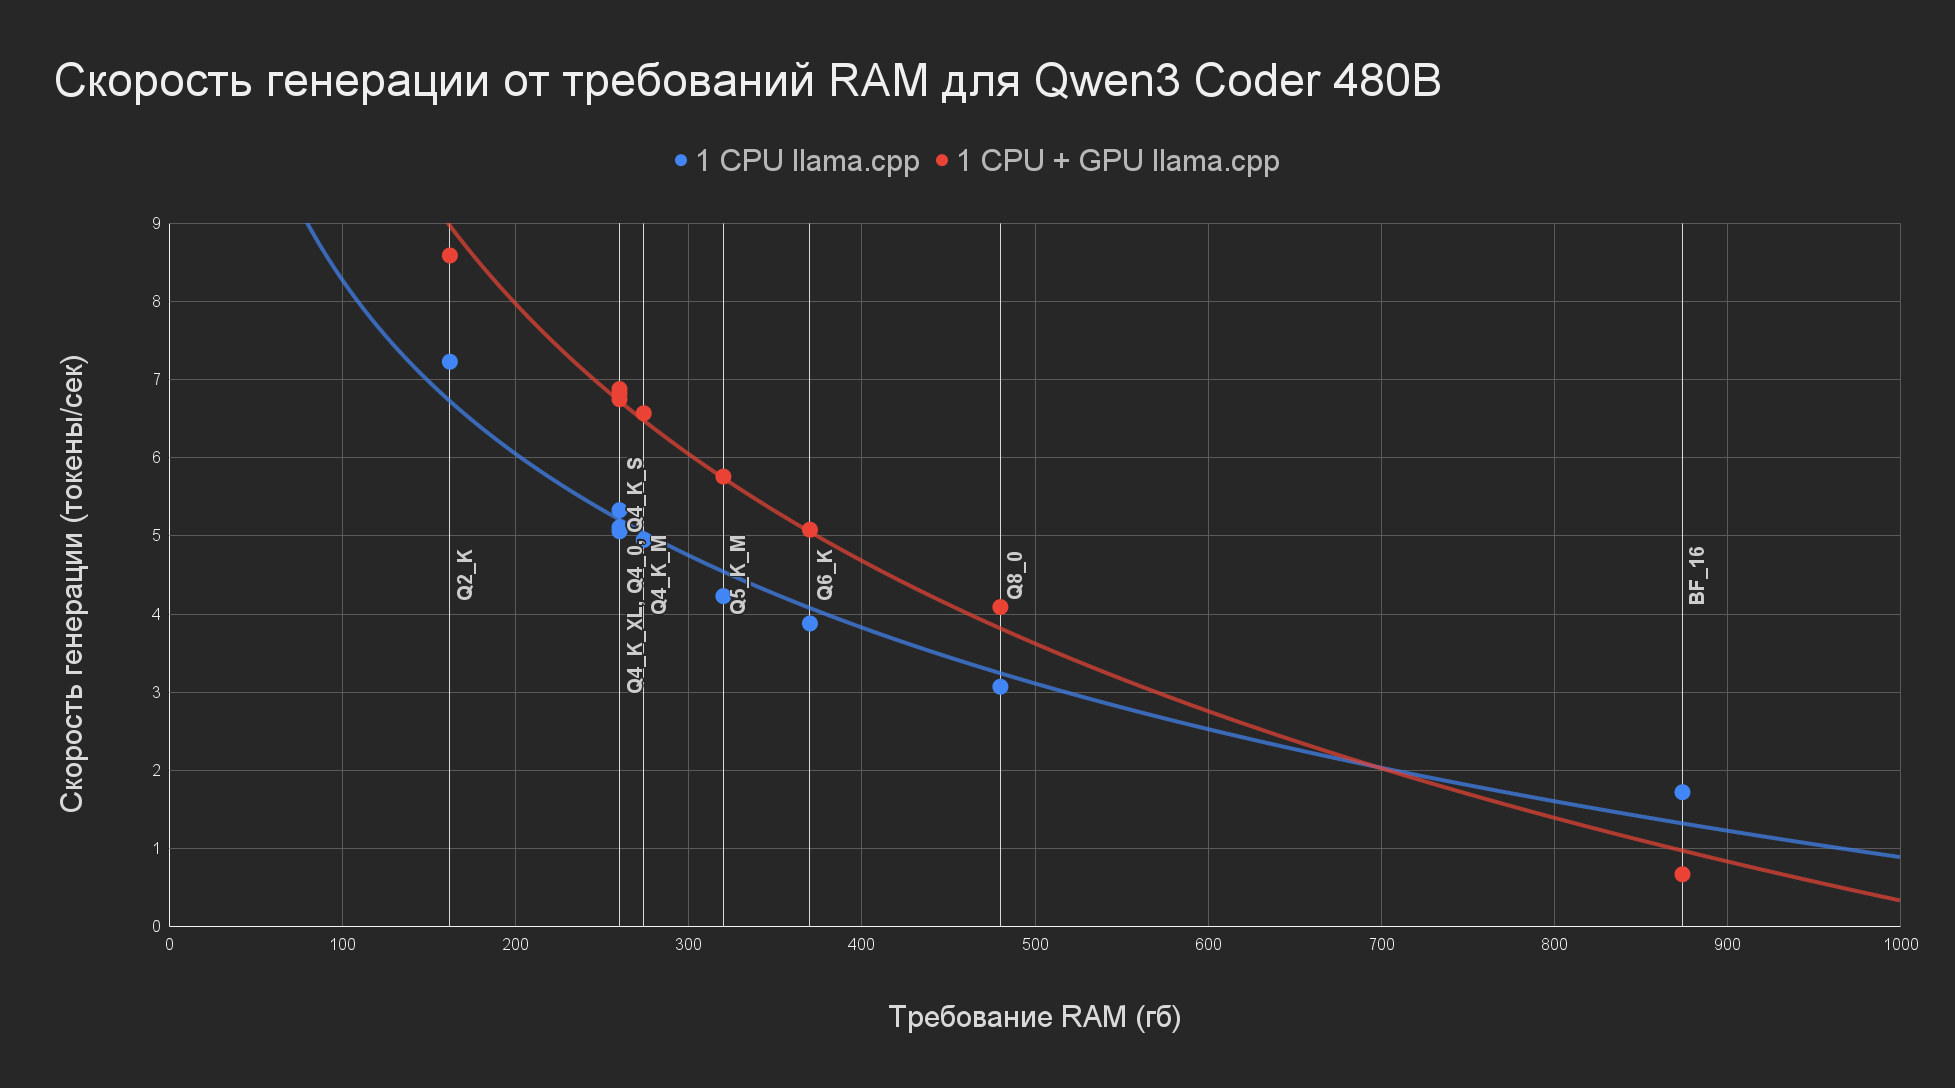 Скорость генерации от требований RAM для Qwen3 Coder 480B
1 CPU llama.cpp
1 CPU + GPU llama.cpp
Скорость генерации (токены/сек)
9
8
7
6
5
4
3
2
1
0
Q2_K
Q4_K_XL, Q4_0, Q4_K_S
Q4_K_M
Q5_K_M
Q6_K
Q8_0
BF_16
0
100
200
300
400
500
600
700
800
900
1000
Требование RAM (гб)